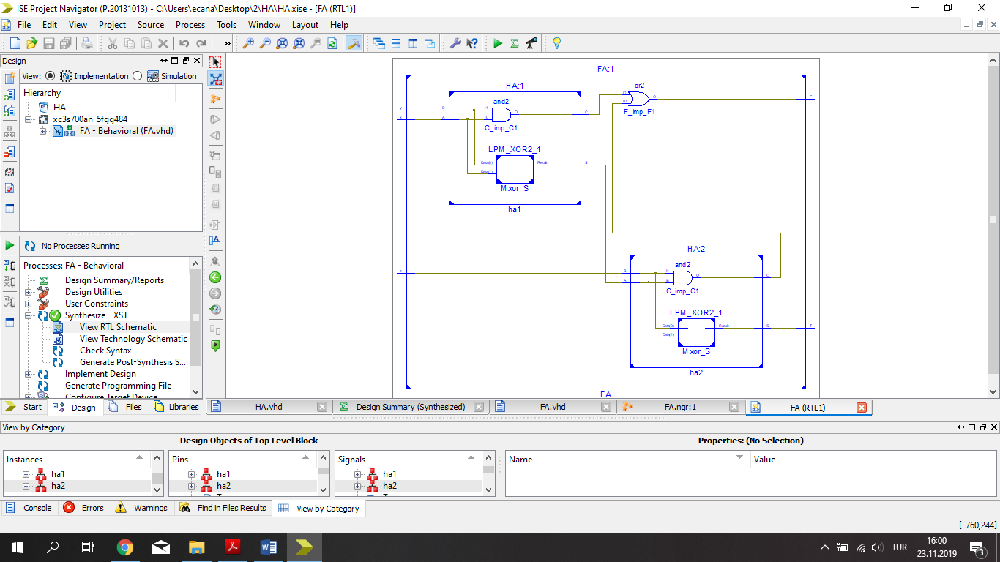 ISE Project Navigator (P.20131013) - C:\Users\ecana\Desktop\2\HA\HA.xise - [FA (RTL1)]
File Edit View Project Source Process Tools Window Layout Help
Design
View: Implementation Simulation
Hierarchy
HA
xc3s700an-5fgg484
FA - Behavioral (FA.vhd)
No Processes Running
Processes: FA - Behavioral
Design Summary/Reports
Design Utilities
User Constraints
Synthesize - XST
View RTL Schematic
View Technology Schematic
Check Syntax
Generate Post-Synthesis S...
Implement Design
Generate Programming File
Configure Target Device
Start Design Files Libraries
FA:1
HA:1
and2
or2
y B I1 O C I1 O F
x A I0 I0
C_imp_C1
F_imp_F1
LPM_XOR2_1
Data(0) Result S
Data(1)
Mxor_S
ha1
HA:2
and2
z B I1 O C
A I0
C_imp_C1
LPM_XOR2_1
Data(0) Result S T
Data(1)
Mxor_S
ha2
FA
HA.vhd Design Summary (Synthesized) FA.vhd FA.ngr:1 FA (RTL1)
View by Category
Design Objects of Top Level Block Properties: (No Selection)
Instances Pins Signals Name Value
ha1 ha1 ha1
ha2 ha2 ha2
Console Errors Warnings Find in Files Results View by Category
[-760,244]
TUR
16:00
23.11.2019
3